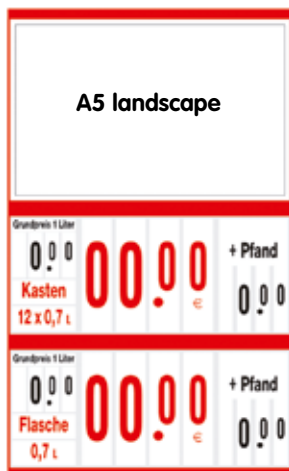 A5 landscape
Grundpreis 1 Liter
0.00
Kasten
12 x 0,7 L
00.00
€
+ Pfand
0.00
Grundpreis 1 Liter
0.00
Flasche
0,7 L
00.00
€
+ Pfand
0.00